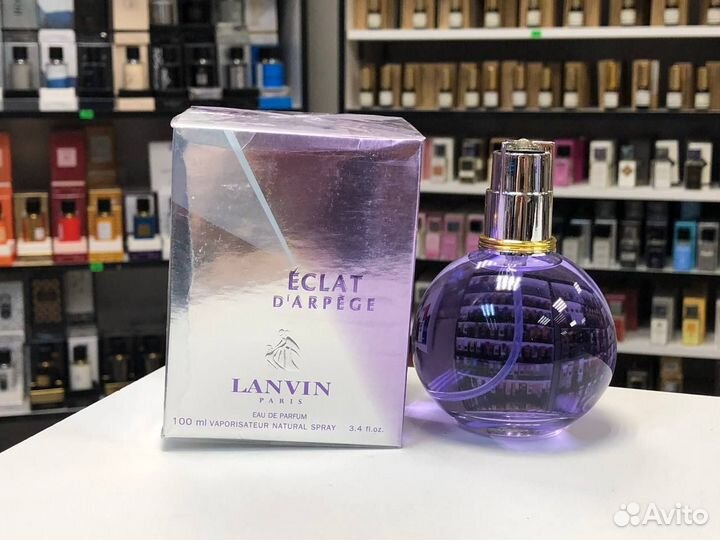 ÉCLAT
D'ARPÈGE
LANVIN
PARIS
EAU DE PARFUM
100 ml VAPORISATEUR NATURAL SPRAY 3.4 fl.oz.
Avito